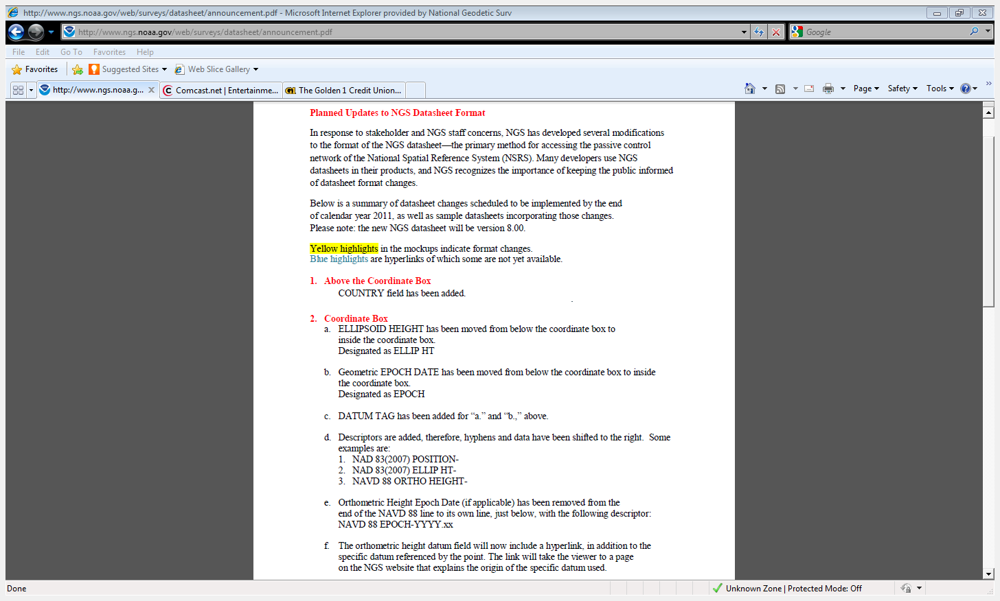 http://www.ngs.noaa.gov/web/surveys/datasheet/announcement.pdf - Microsoft Internet Explorer provided by National Geodetic Surv
http://www.ngs.noaa.gov/web/surveys/datasheet/announcement.pdf
Google
File Edit Go To Favorites Help
Favorites Suggested Sites Web Slice Gallery
http://www.ngs.noaa.g... Comcast.net | Entertainme... The Golden 1 Credit Union... Page Safety Tools
Planned Updates to NGS Datasheet Format
In response to stakeholder and NGS staff concerns, NGS has developed several modifications
to the format of the NGS datasheet—the primary method for accessing the passive control
network of the National Spatial Reference System (NSRS). Many developers use NGS
datasheets in their products, and NGS recognizes the importance of keeping the public informed
of datasheet format changes.
Below is a summary of datasheet changes scheduled to be implemented by the end
of calendar year 2011, as well as sample datasheets incorporating those changes.
Please note: the new NGS datasheet will be version 8.00.
Yellow highlights in the mockups indicate format changes.
Blue highlights are hyperlinks of which some are not yet available.
1. Above the Coordinate Box
COUNTRY field has been added.
2. Coordinate Box
a. ELLIPSOID HEIGHT has been moved from below the coordinate box to
inside the coordinate box.
Designated as ELLIP HT
b. Geometric EPOCH DATE has been moved from below the coordinate box to inside
the coordinate box.
Designated as EPOCH
c. DATUM TAG has been added for “a.” and “b.,” above.
d. Descriptors are added, therefore, hyphens and data have been shifted to the right. Some
examples are:
1. NAD 83(2007) POSITION-
2. NAD 83(2007) ELLIP HT-
3. NAVD 88 ORTHO HEIGHT-
e. Orthometric Height Epoch Date (if applicable) has been removed from the
end of the NAVD 88 line to its own line, just below, with the following descriptor:
NAVD 88 EPOCH-YYYY.xx
f. The orthometric height datum field will now include a hyperlink, in addition to the
specific datum referenced by the point. The link will take the viewer to a page
on the NGS website that explains the origin of the specific datum used.
Done
Unknown Zone | Protected Mode: Off